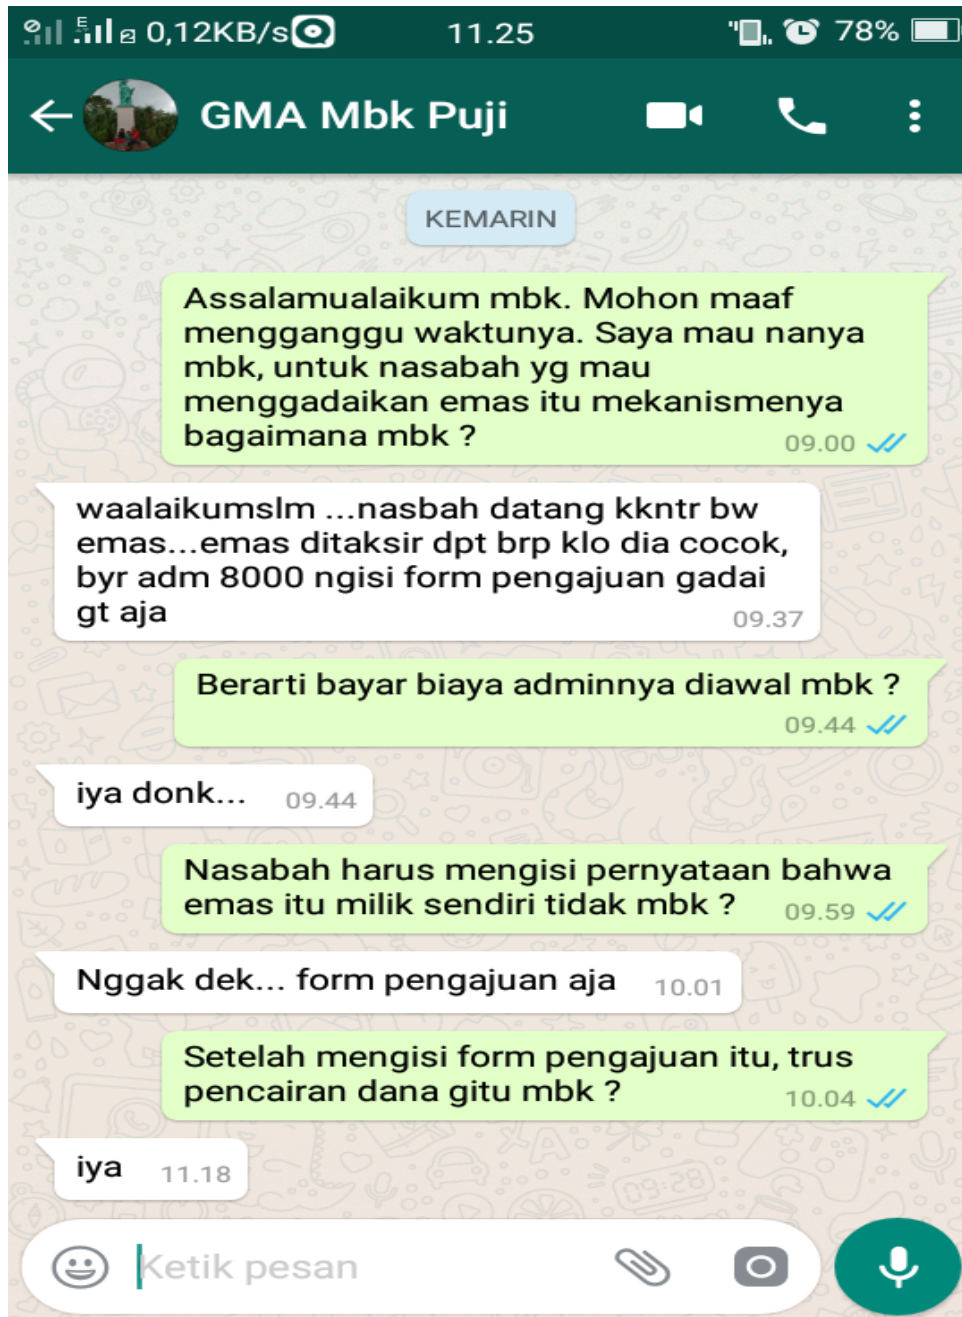 0,12KB/s
11.25
78%
GMA Mbk Puji
KEMARIN
Assalamualaikum mbk. Mohon maaf
mengganggu waktunya. Saya mau nanya
mbk, untuk nasabah yg mau
menggadaikan emas itu mekanismenya
bagaimana mbk ?
09.00
waalaikumslm ...nasbah datang kkntr bw
emas...emas ditaksir dpt brp klo dia cocok,
byr adm 8000 ngisi form pengajuan gadai
gt aja
09.37
Berarti bayar biaya adminnya diawal mbk ?
09.44
iya donk...
09.44
Nasabah harus mengisi pernyataan bahwa
emas itu milik sendiri tidak mbk ?
09.59
Nggak dek... form pengajuan aja
10.01
Setelah mengisi form pengajuan itu, trus
pencairan dana gitu mbk ?
10.04
iya
11.18
Ketik pesan